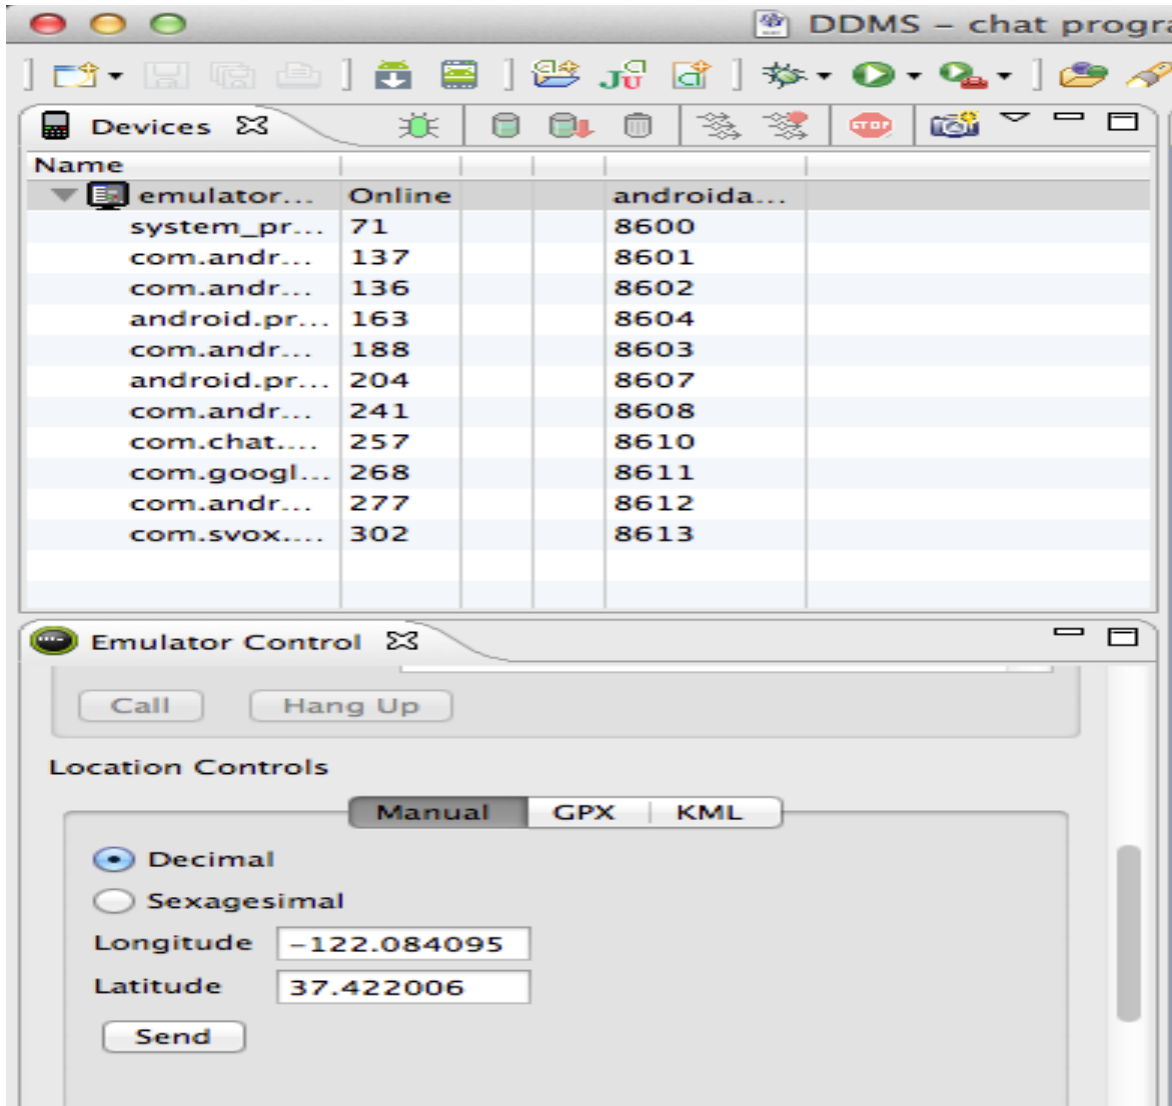 DDMS – chat progra
Devices
Name
emulator... Online androida...
system_pr... 71 8600
com.andr... 137 8601
com.andr... 136 8602
android.pr... 163 8604
com.andr... 188 8603
android.pr... 204 8607
com.andr... 241 8608
com.chat.... 257 8610
com.googl... 268 8611
com.andr... 277 8612
com.svox.... 302 8613
Emulator Control
Call Hang Up
Location Controls
Manual GPX KML
Decimal
Sexagesimal
Longitude -122.084095
Latitude 37.422006
Send